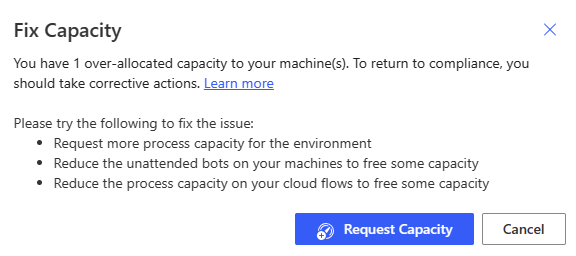 Fix Capacity
You have 1 over-allocated capacity to your machine(s). To return to compliance, you
should take corrective actions. Learn more
Please try the following to fix the issue:
• Request more process capacity for the environment
• Reduce the unattended bots on your machines to free some capacity
• Reduce the process capacity on your cloud flows to free some capacity
Request Capacity
Cancel